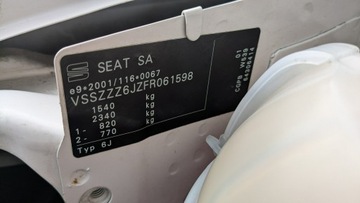 SEAT SA
e9*2001/116*0067
VSSZZZ6JZFR061598
1540 kg
2340 kg
1- 820 kg
2- 770 kg
Typ 6J